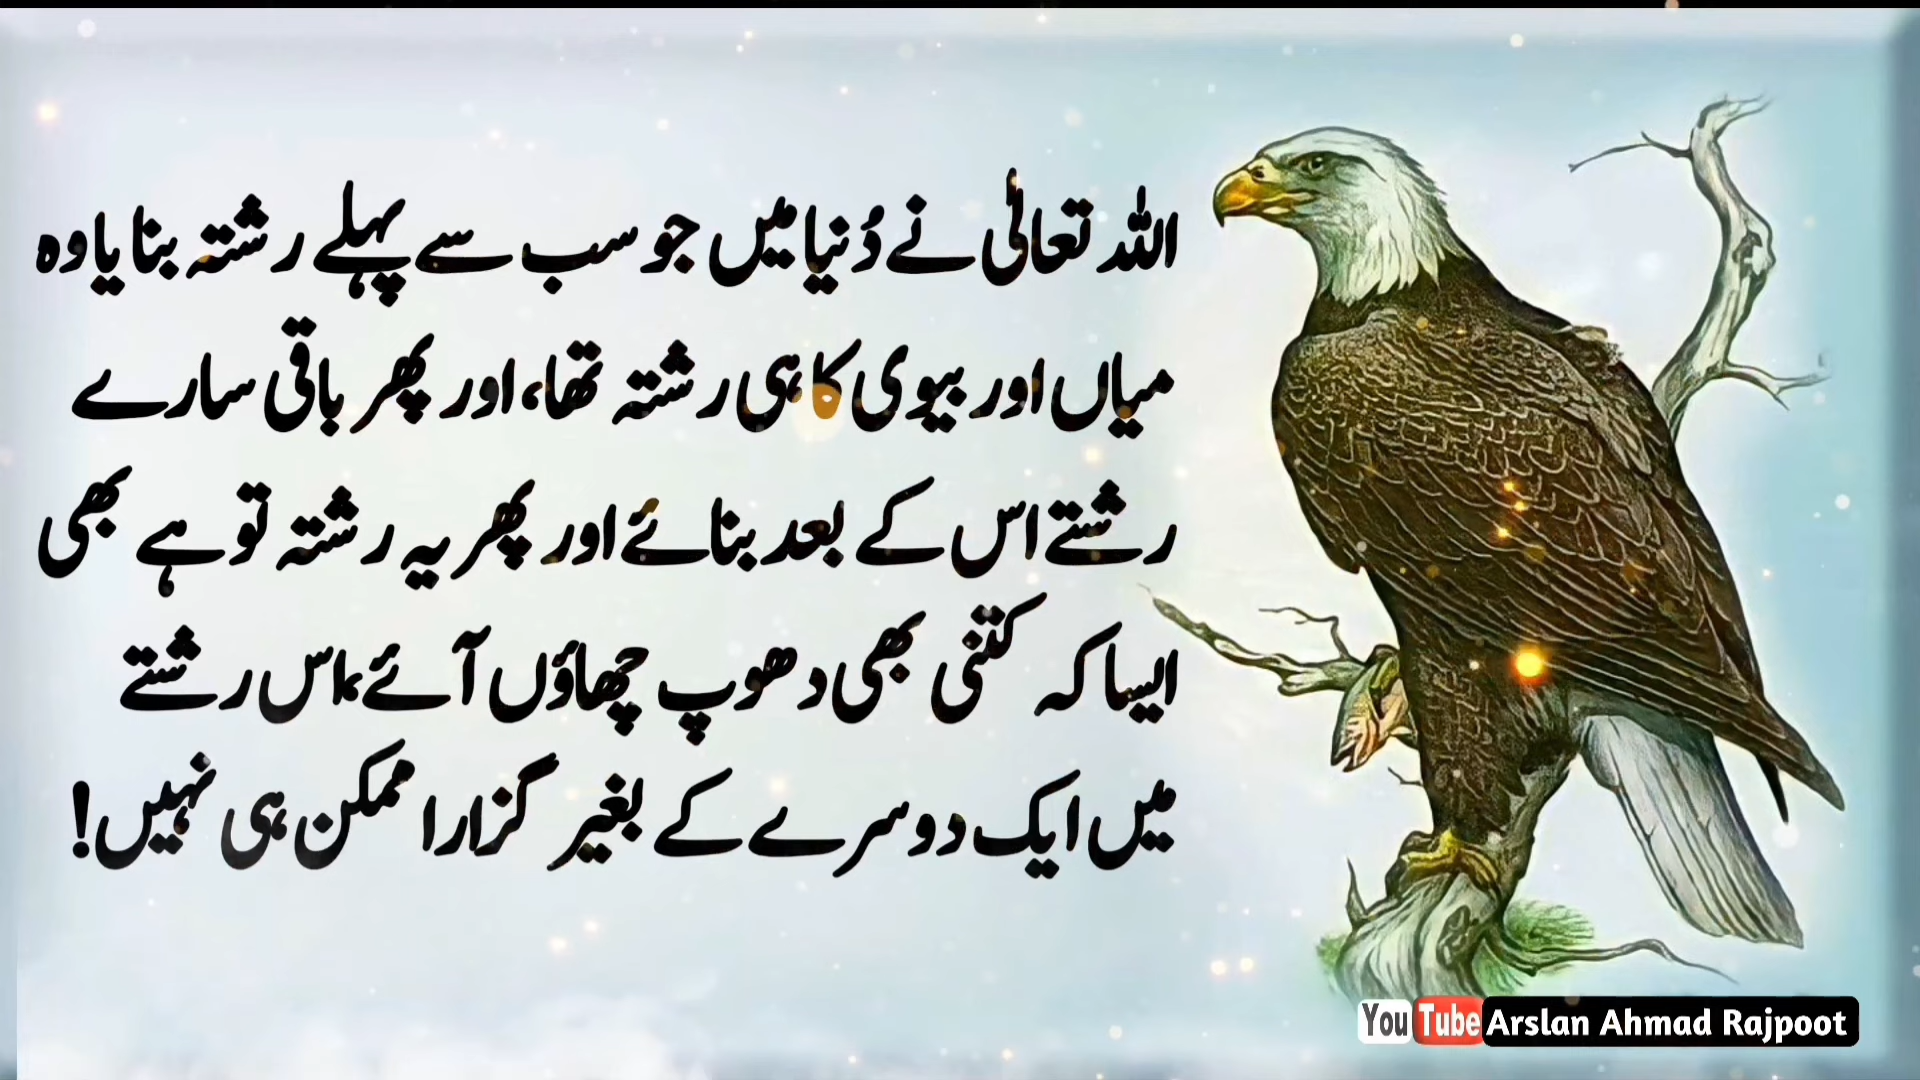 اللہ تعالٰی نے دُنیا میں جو سب سے پہلے رشتہ بنایا وہ
میاں اور بیوی کا ہی رشتہ تھا، اور پھر باقی سارے
رشتے اس کے بعد بنائے اور پھر یہ رشتہ تو ہے بھی
ایسا کہ کتنی بھی دھوپ چھاؤں آئے، اس رشتے
میں ایک دوسرے کے بغیر گزارا ممکن ہی نہیں!
YouTube Arslan Ahmad Rajpoot